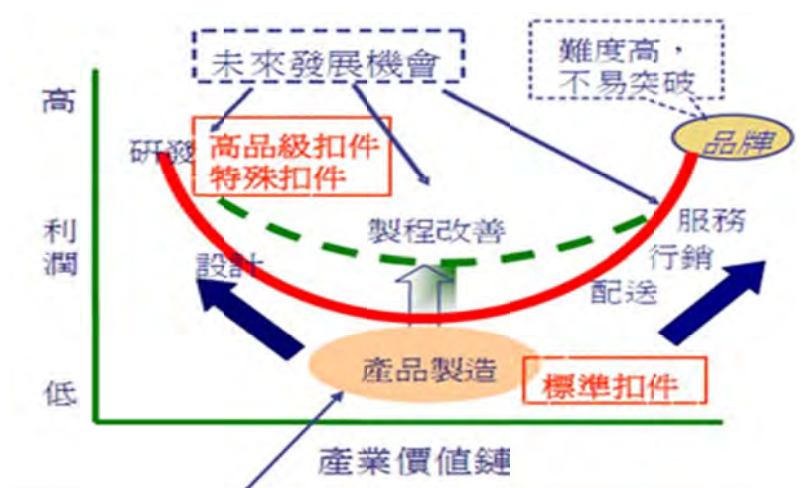 未來發展機會
難度高，
不易突破
高
研發
高品級扣件
特殊扣件
品牌
利
潤
製程改善
服務
行銷
設計
配送
產品製造
標準扣件
低
產業價值鏈